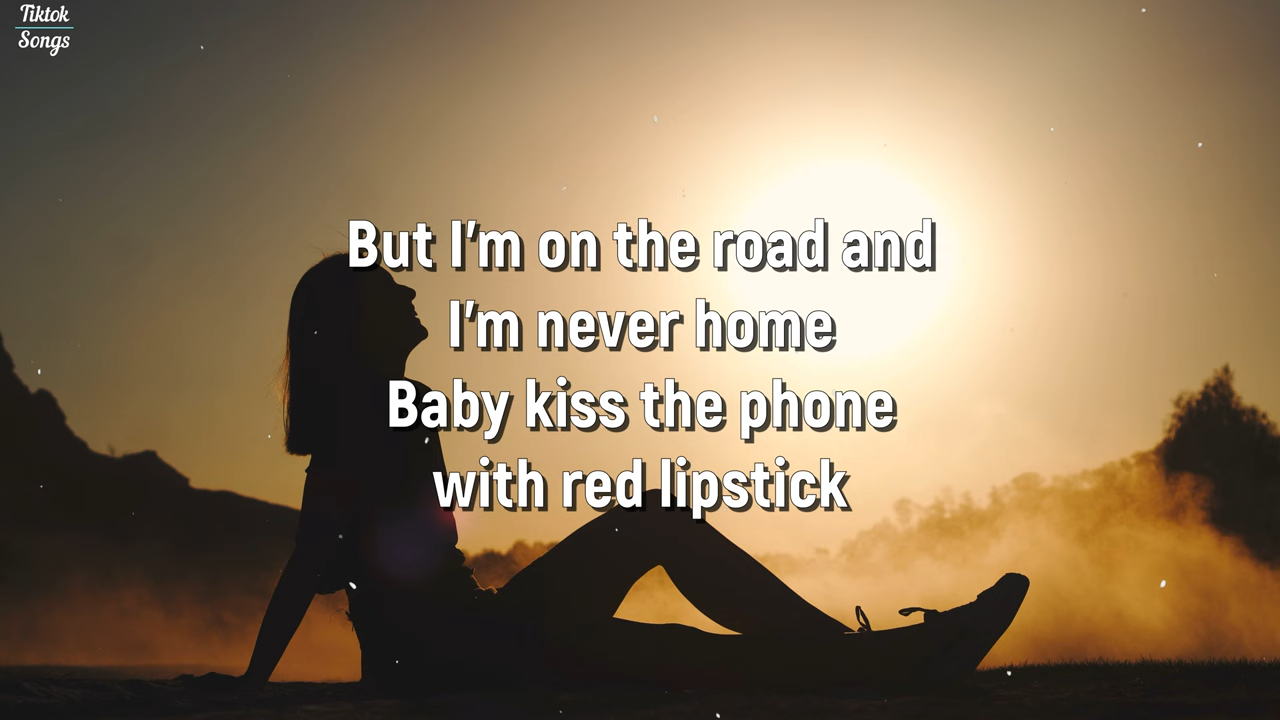 Tiktok
Songs
But I'm on the road and
I'm never home
Baby kiss the phone
with red lipstick